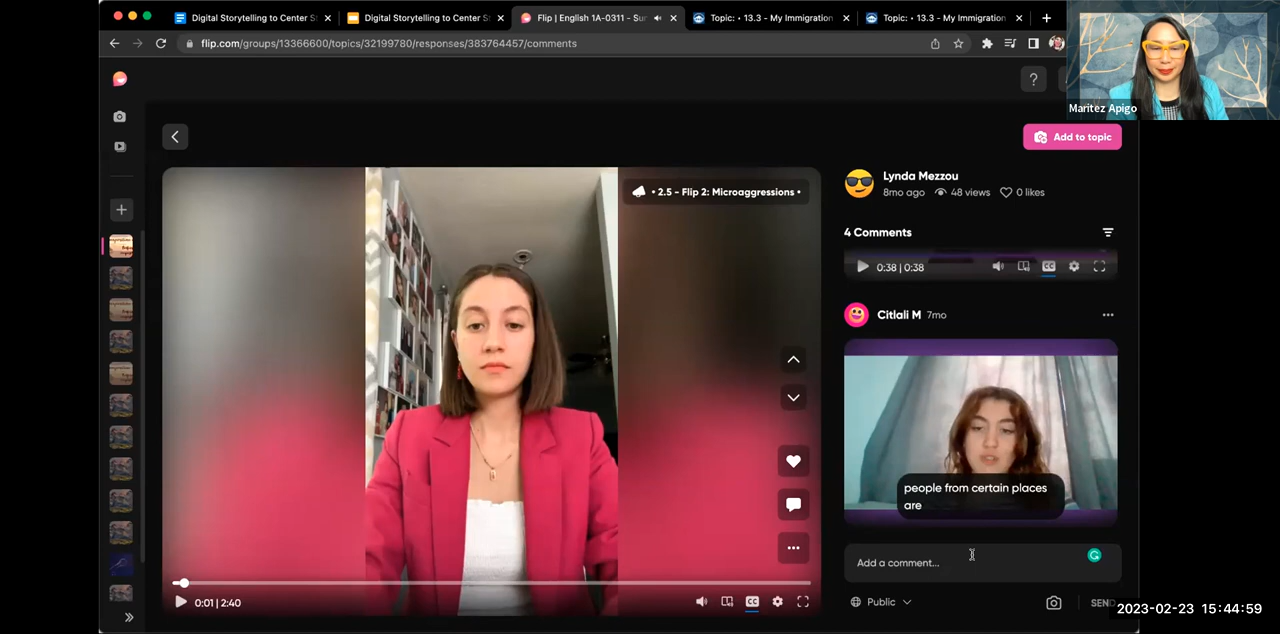 Digital Storytelling to Center S
Digital Storytelling to Center S
Flip | English 1A-0311 - Su
Topic: • 13.3 - My Immigration
Topic: • 13.3 - My Immigration
flip.com/groups/13366600/topics/32199780/responses/383764457/comments
Maritez Apigo
?
Add to topic
• 2.5 - Flip 2: Microaggressions •
Lynda Mezzou
8mo ago 48 views 0 likes
4 Comments
0:38 | 0:38
CC
Citlali M 7mo
people from certain places
are
Add a comment...
0:01 | 2:40
CC
Public
SEND
2023-02-23 15:44:59